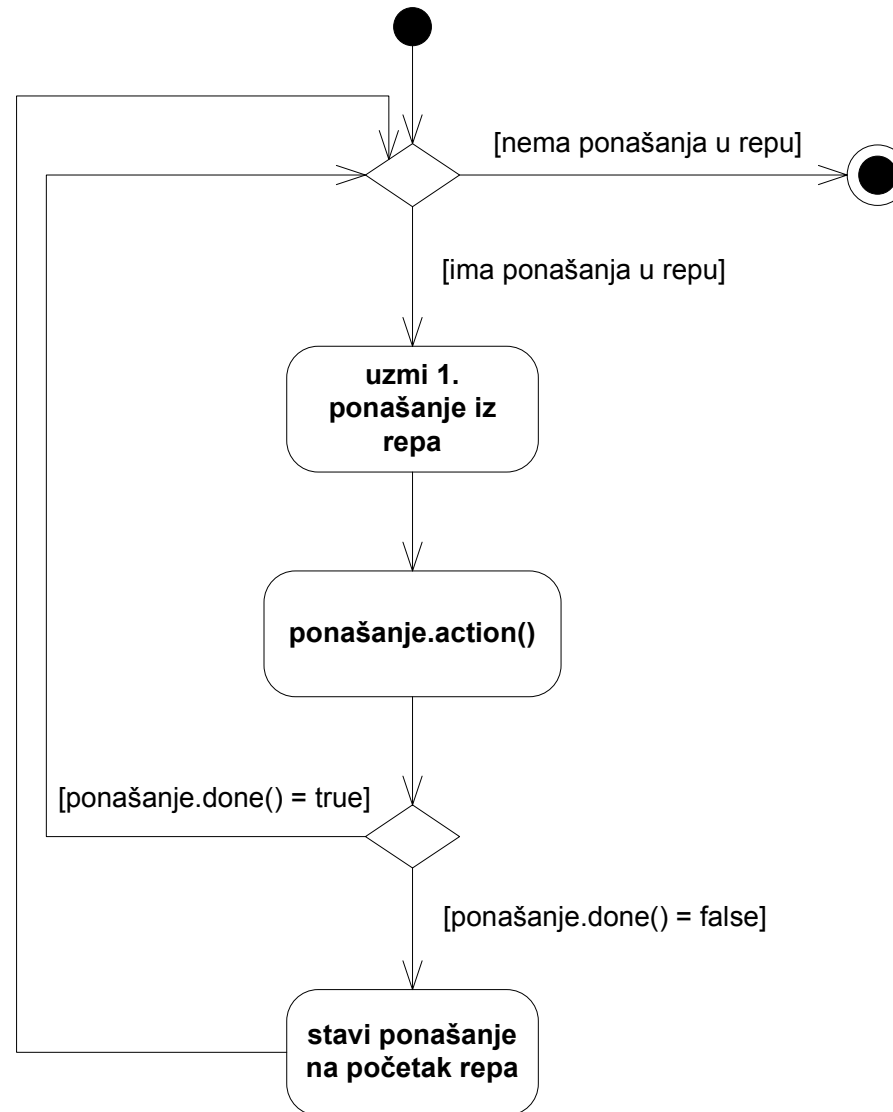 [nema ponašanja u repu]
[ima ponašanja u repu]
uzmi 1.
ponašanje iz
repa
ponašanje.action()
[ponašanje.done() = true]
[ponašanje.done() = false]
stavi ponašanje
na početak repa